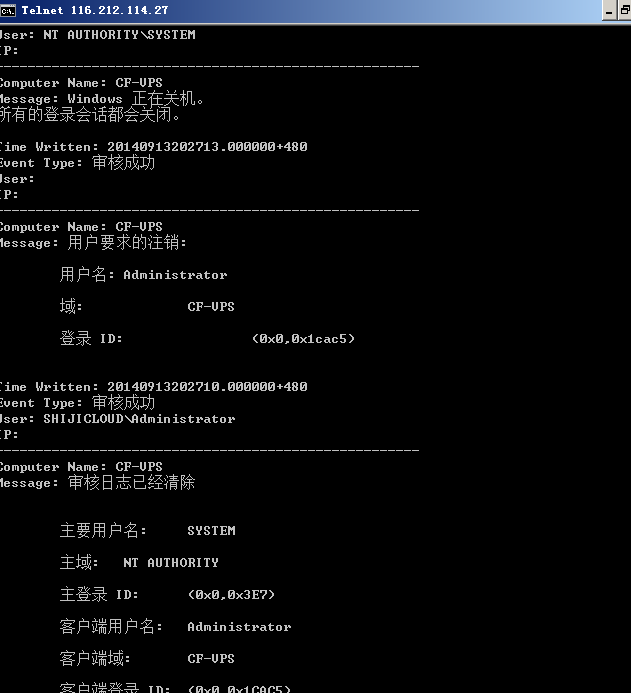 Telnet 116.212.114.27
User: NT AUTHORITY\SYSTEM
IP:
Computer Name: CF-VPS
Message: Windows 正在关机。
所有的登录会话都会关闭。
Time Written: 20140913202713.000000+480
Event Type: 审核成功
User:
IP:
Computer Name: CF-VPS
Message: 用户要求的注销:
用户名: Administrator
域: CF-VPS
登录 ID: (0x0,0x1cac5)
Time Written: 20140913202710.000000+480
Event Type: 审核成功
User: SHIJICLOUD\Administrator
IP:
Computer Name: CF-VPS
Message: 审核日志已经清除
主要用户名: SYSTEM
主域: NT AUTHORITY
主登录 ID: (0x0,0x3E7)
客户端用户名: Administrator
客户端域: CF-VPS
客户端登录 ID: (0x0,0x1CAC5)